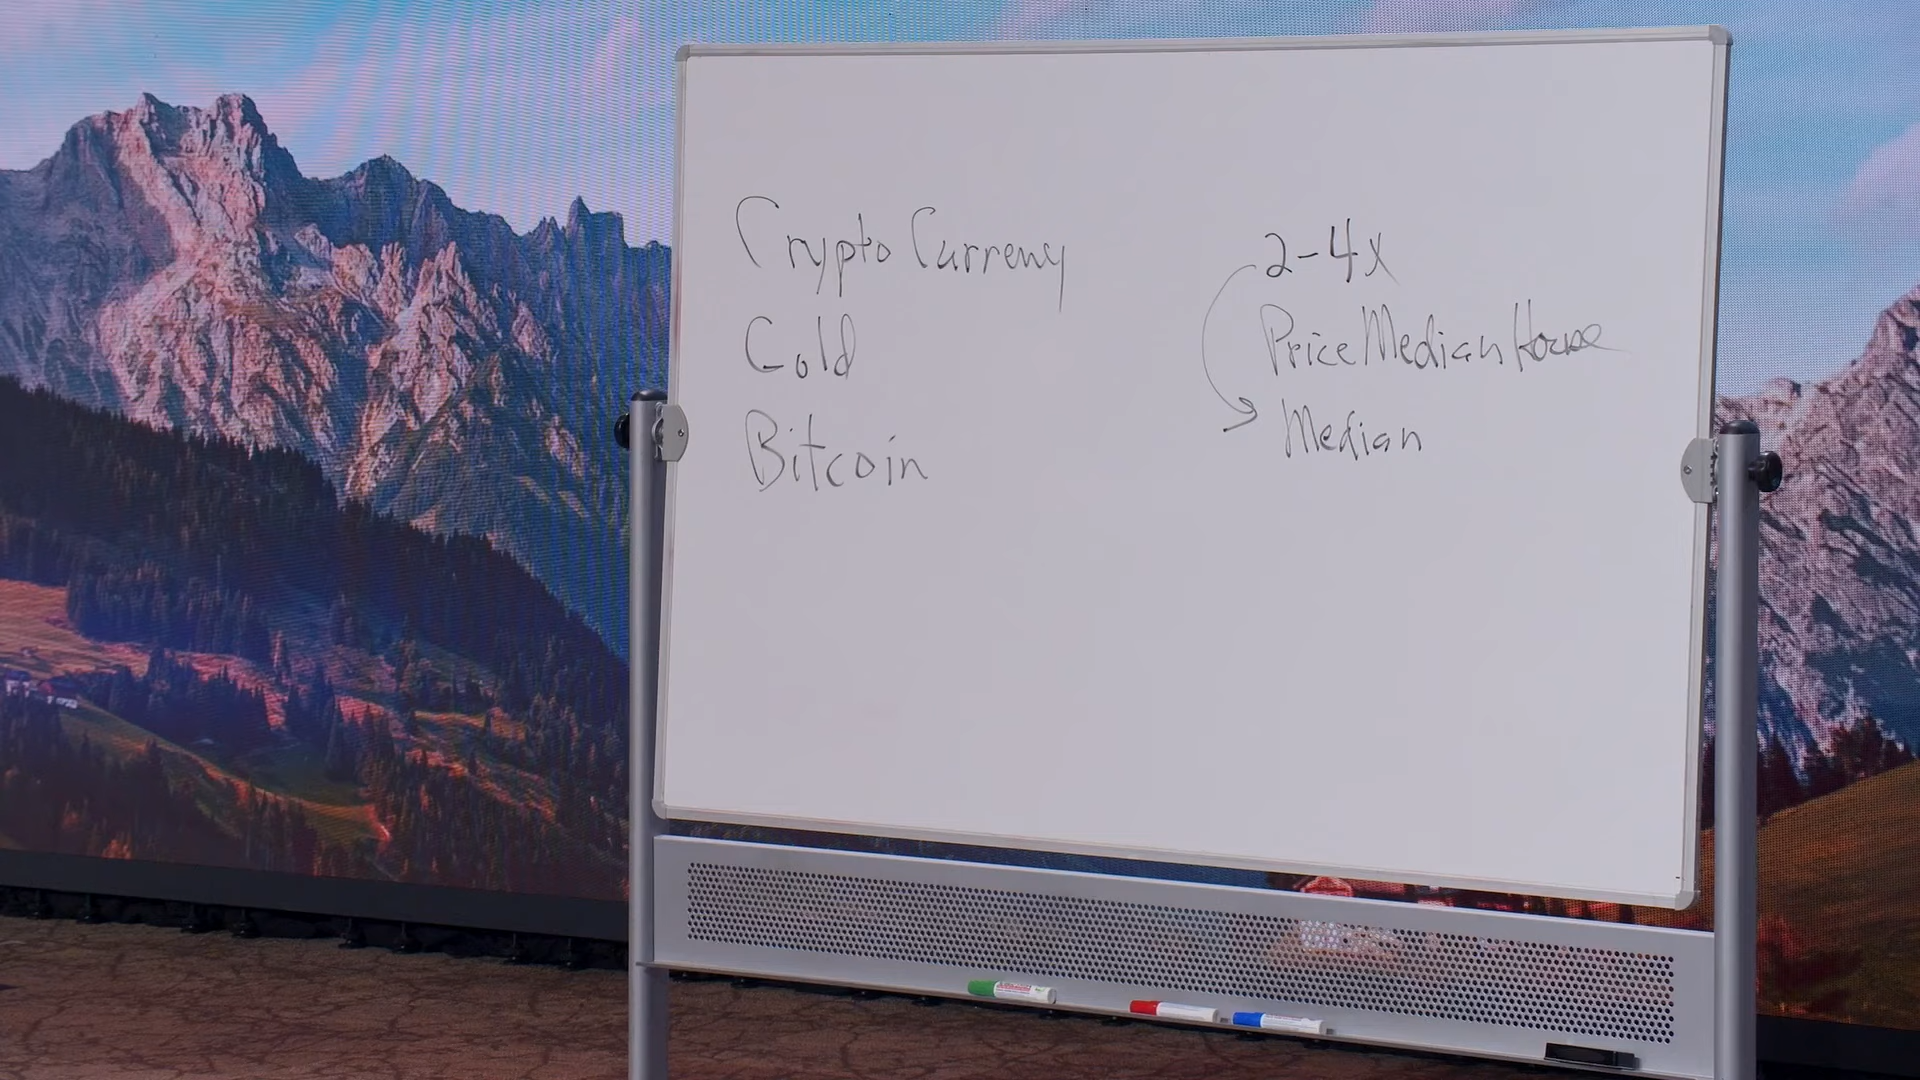 Crypto Currency
Gold
Bitcoin
2-4x
Price Median House
Median